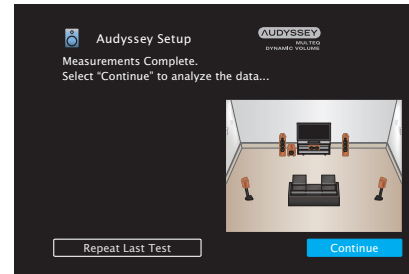 Audyssey Setup
AUDYSSEY
MULTEQ
DYNAMIC VOLUME
Measurements Complete.
Select “Continue” to analyze the data...
Repeat Last Test
Continue